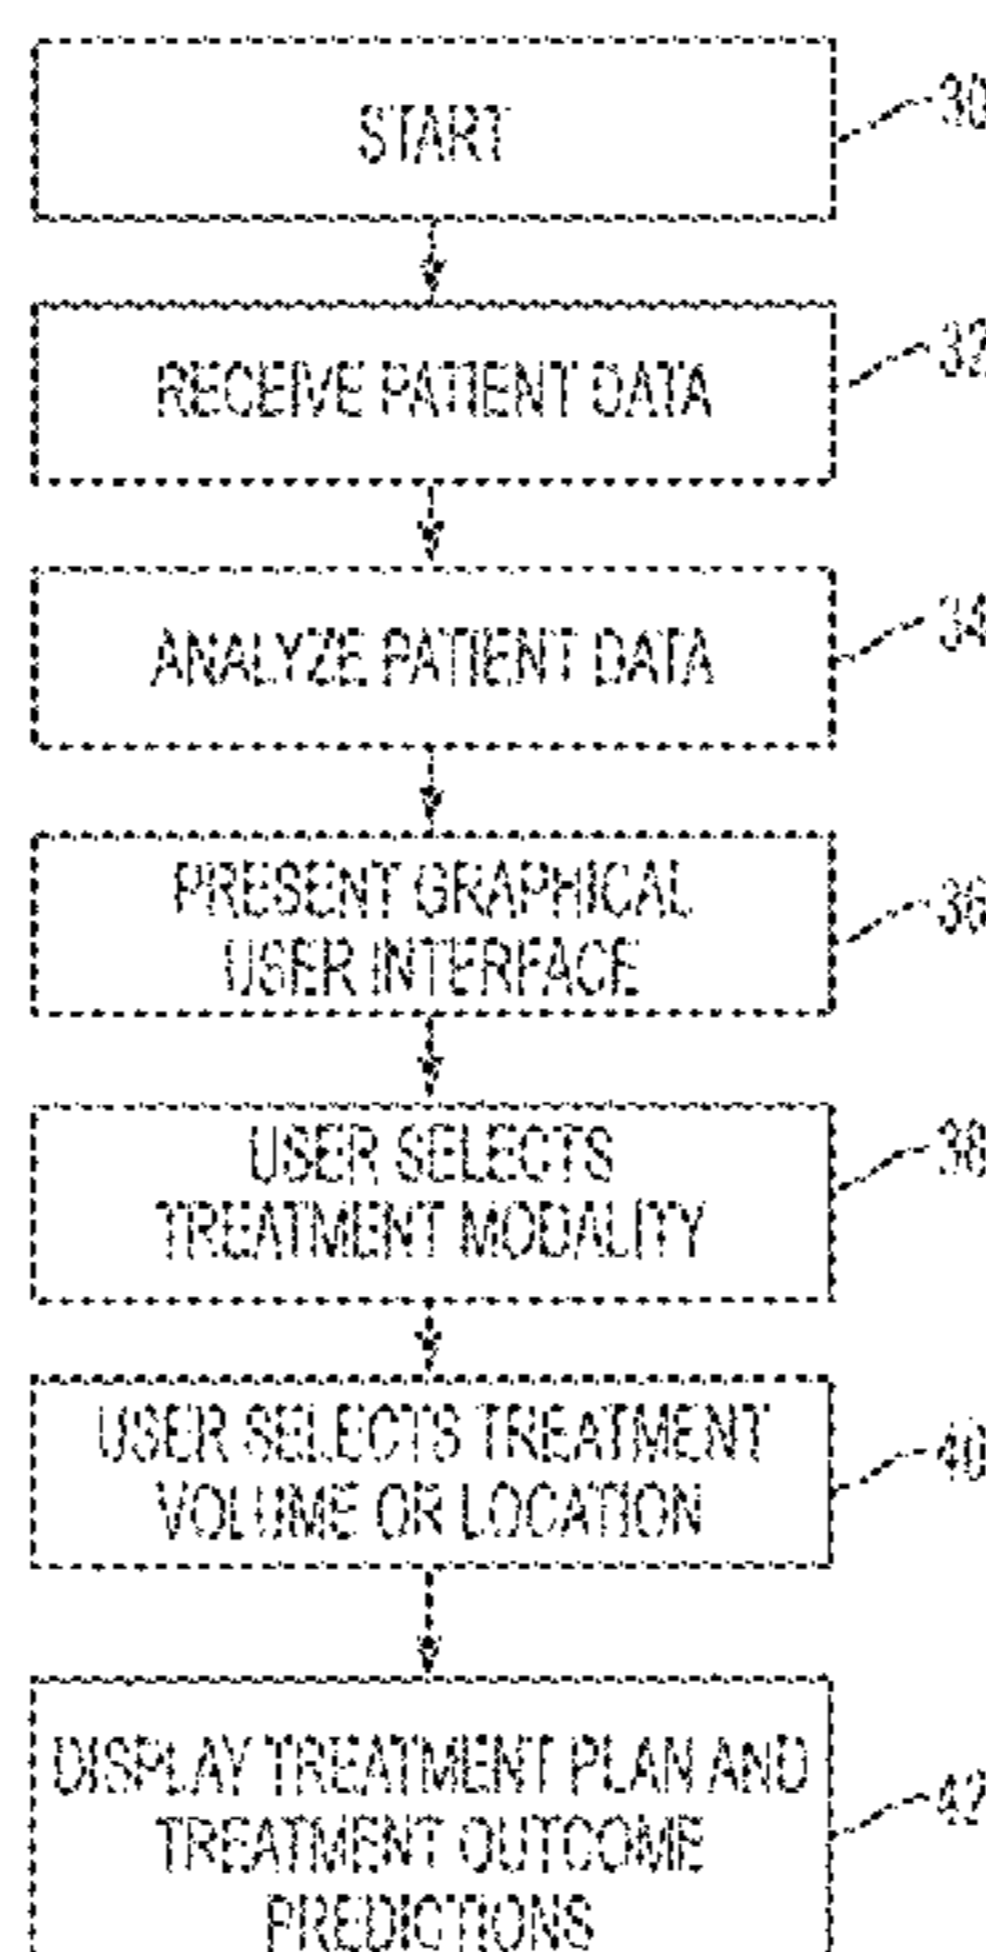 START
30
RECEIVE PATIENT DATA
32
ANALYZE PATIENT DATA
34
PRESENT GRAPHICAL
USER INTERFACE
36
USER SELECTS
TREATMENT MODALITY
38
USER SELECTS TREATMENT
VOLUME OR LOCATION
40
DISPLAY TREATMENT PLAN AND
TREATMENT OUTCOME
PREDICTIONS
42